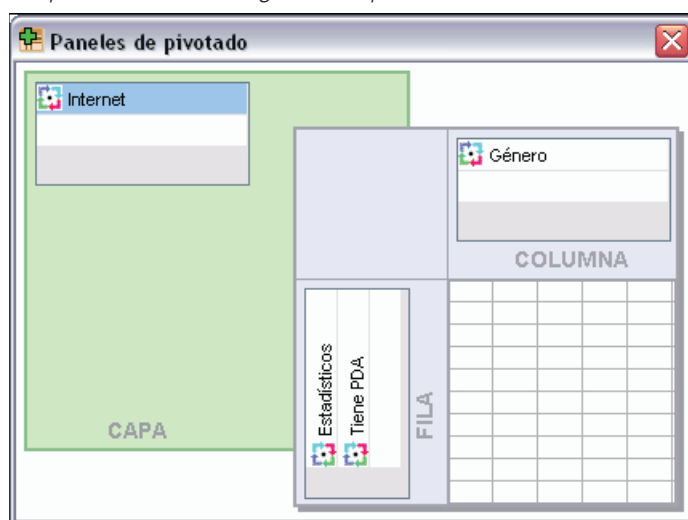 Paneles de pivotado
Internet
Género
COLUMNA
Estadísticos
Tiene PDA
FILA
CAPA